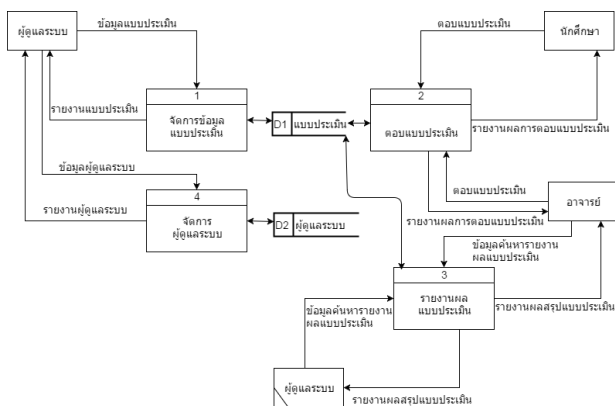 ผู้ดูแลระบบ
ข้อมูลแบบประเมิน
ตอบแบบประเมิน
นักศึกษา
1
จัดการข้อมูล
แบบประเมิน
รายงานแบบประเมิน
D1 แบบประเมิน
2
ตอบแบบประเมิน
รายงานผลการตอบแบบประเมิน
ข้อมูลผู้ดูแลระบบ
4
จัดการ
ผู้ดูแลระบบ
รายงานผู้ดูแลระบบ
D2 ผู้ดูแลระบบ
ตอบแบบประเมิน
อาจารย์
รายงานผลการตอบแบบประเมิน
ข้อมูลค้นหารายงาน
ผลแบบประเมิน
3
รายงานผล
แบบประเมิน
ข้อมูลค้นหารายงาน
ผลแบบประเมิน
รายงานผลสรุปแบบประเมิน
ผู้ดูแลระบบ
รายงานผลสรุปแบบประเมิน